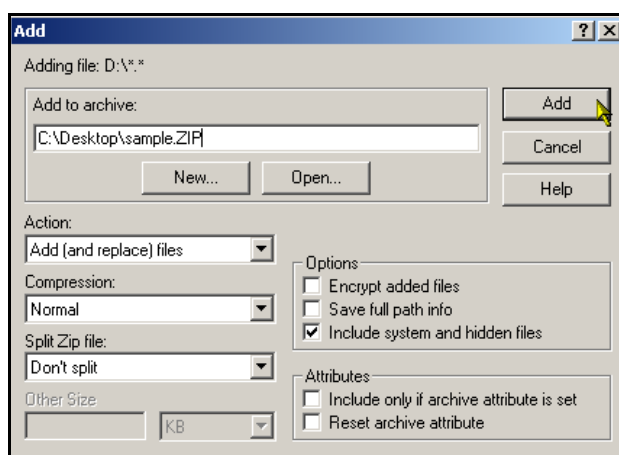 Add
Adding file: D:\*.*
Add to archive:
C:\Desktop\sample.ZIP
New...
Open...
Add
Cancel
Help
Action:
Add (and replace) files
Compression:
Normal
Split Zip file:
Don't split
Other Size
KB
Options
Encrypt added files
Save full path info
Include system and hidden files
Attributes
Include only if archive attribute is set
Reset archive attribute